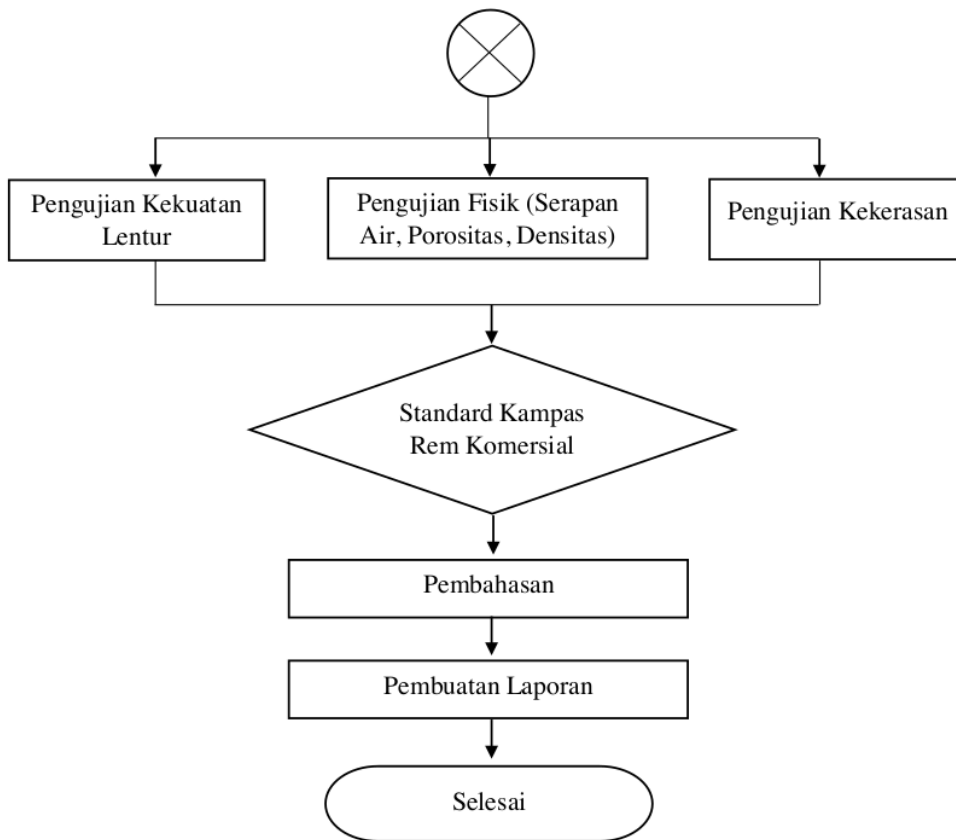 Pengujian Kekuatan
Lentur
Pengujian Fisik (Serapan
Air, Porositas, Densitas)
Pengujian Kekerasan
Standard Kampas
Rem Komersial
Pembahasan
Pembuatan Laporan
Selesai